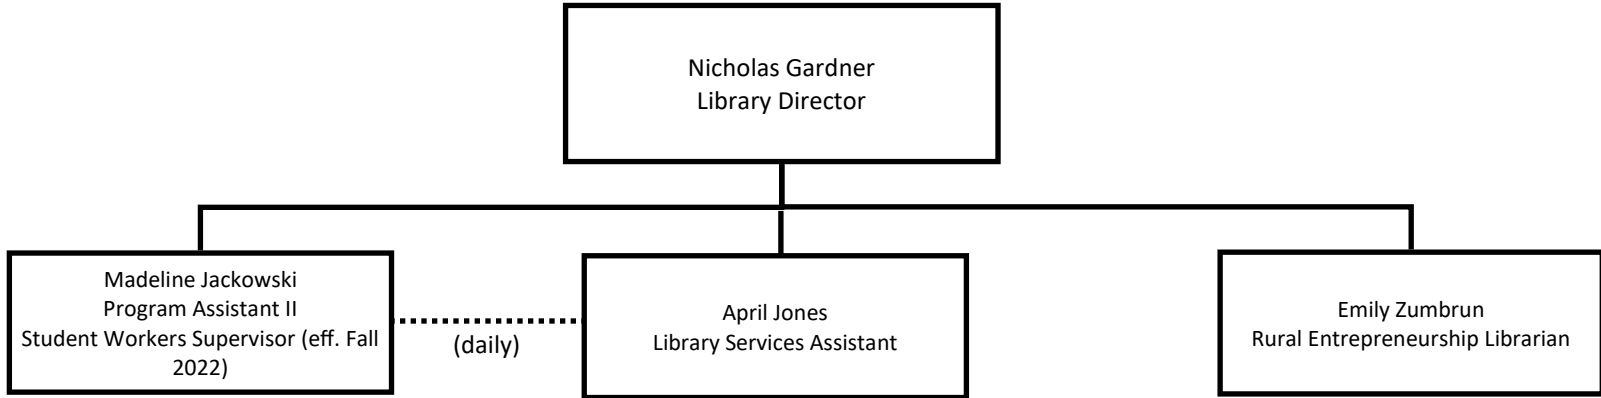 Nicholas Gardner
Library Director
Madeline Jackowski
Program Assistant II
Student Workers Supervisor (eff. Fall
2022)
(daily)
April Jones
Library Services Assistant
Emily Zumbrun
Rural Entrepreneurship Librarian